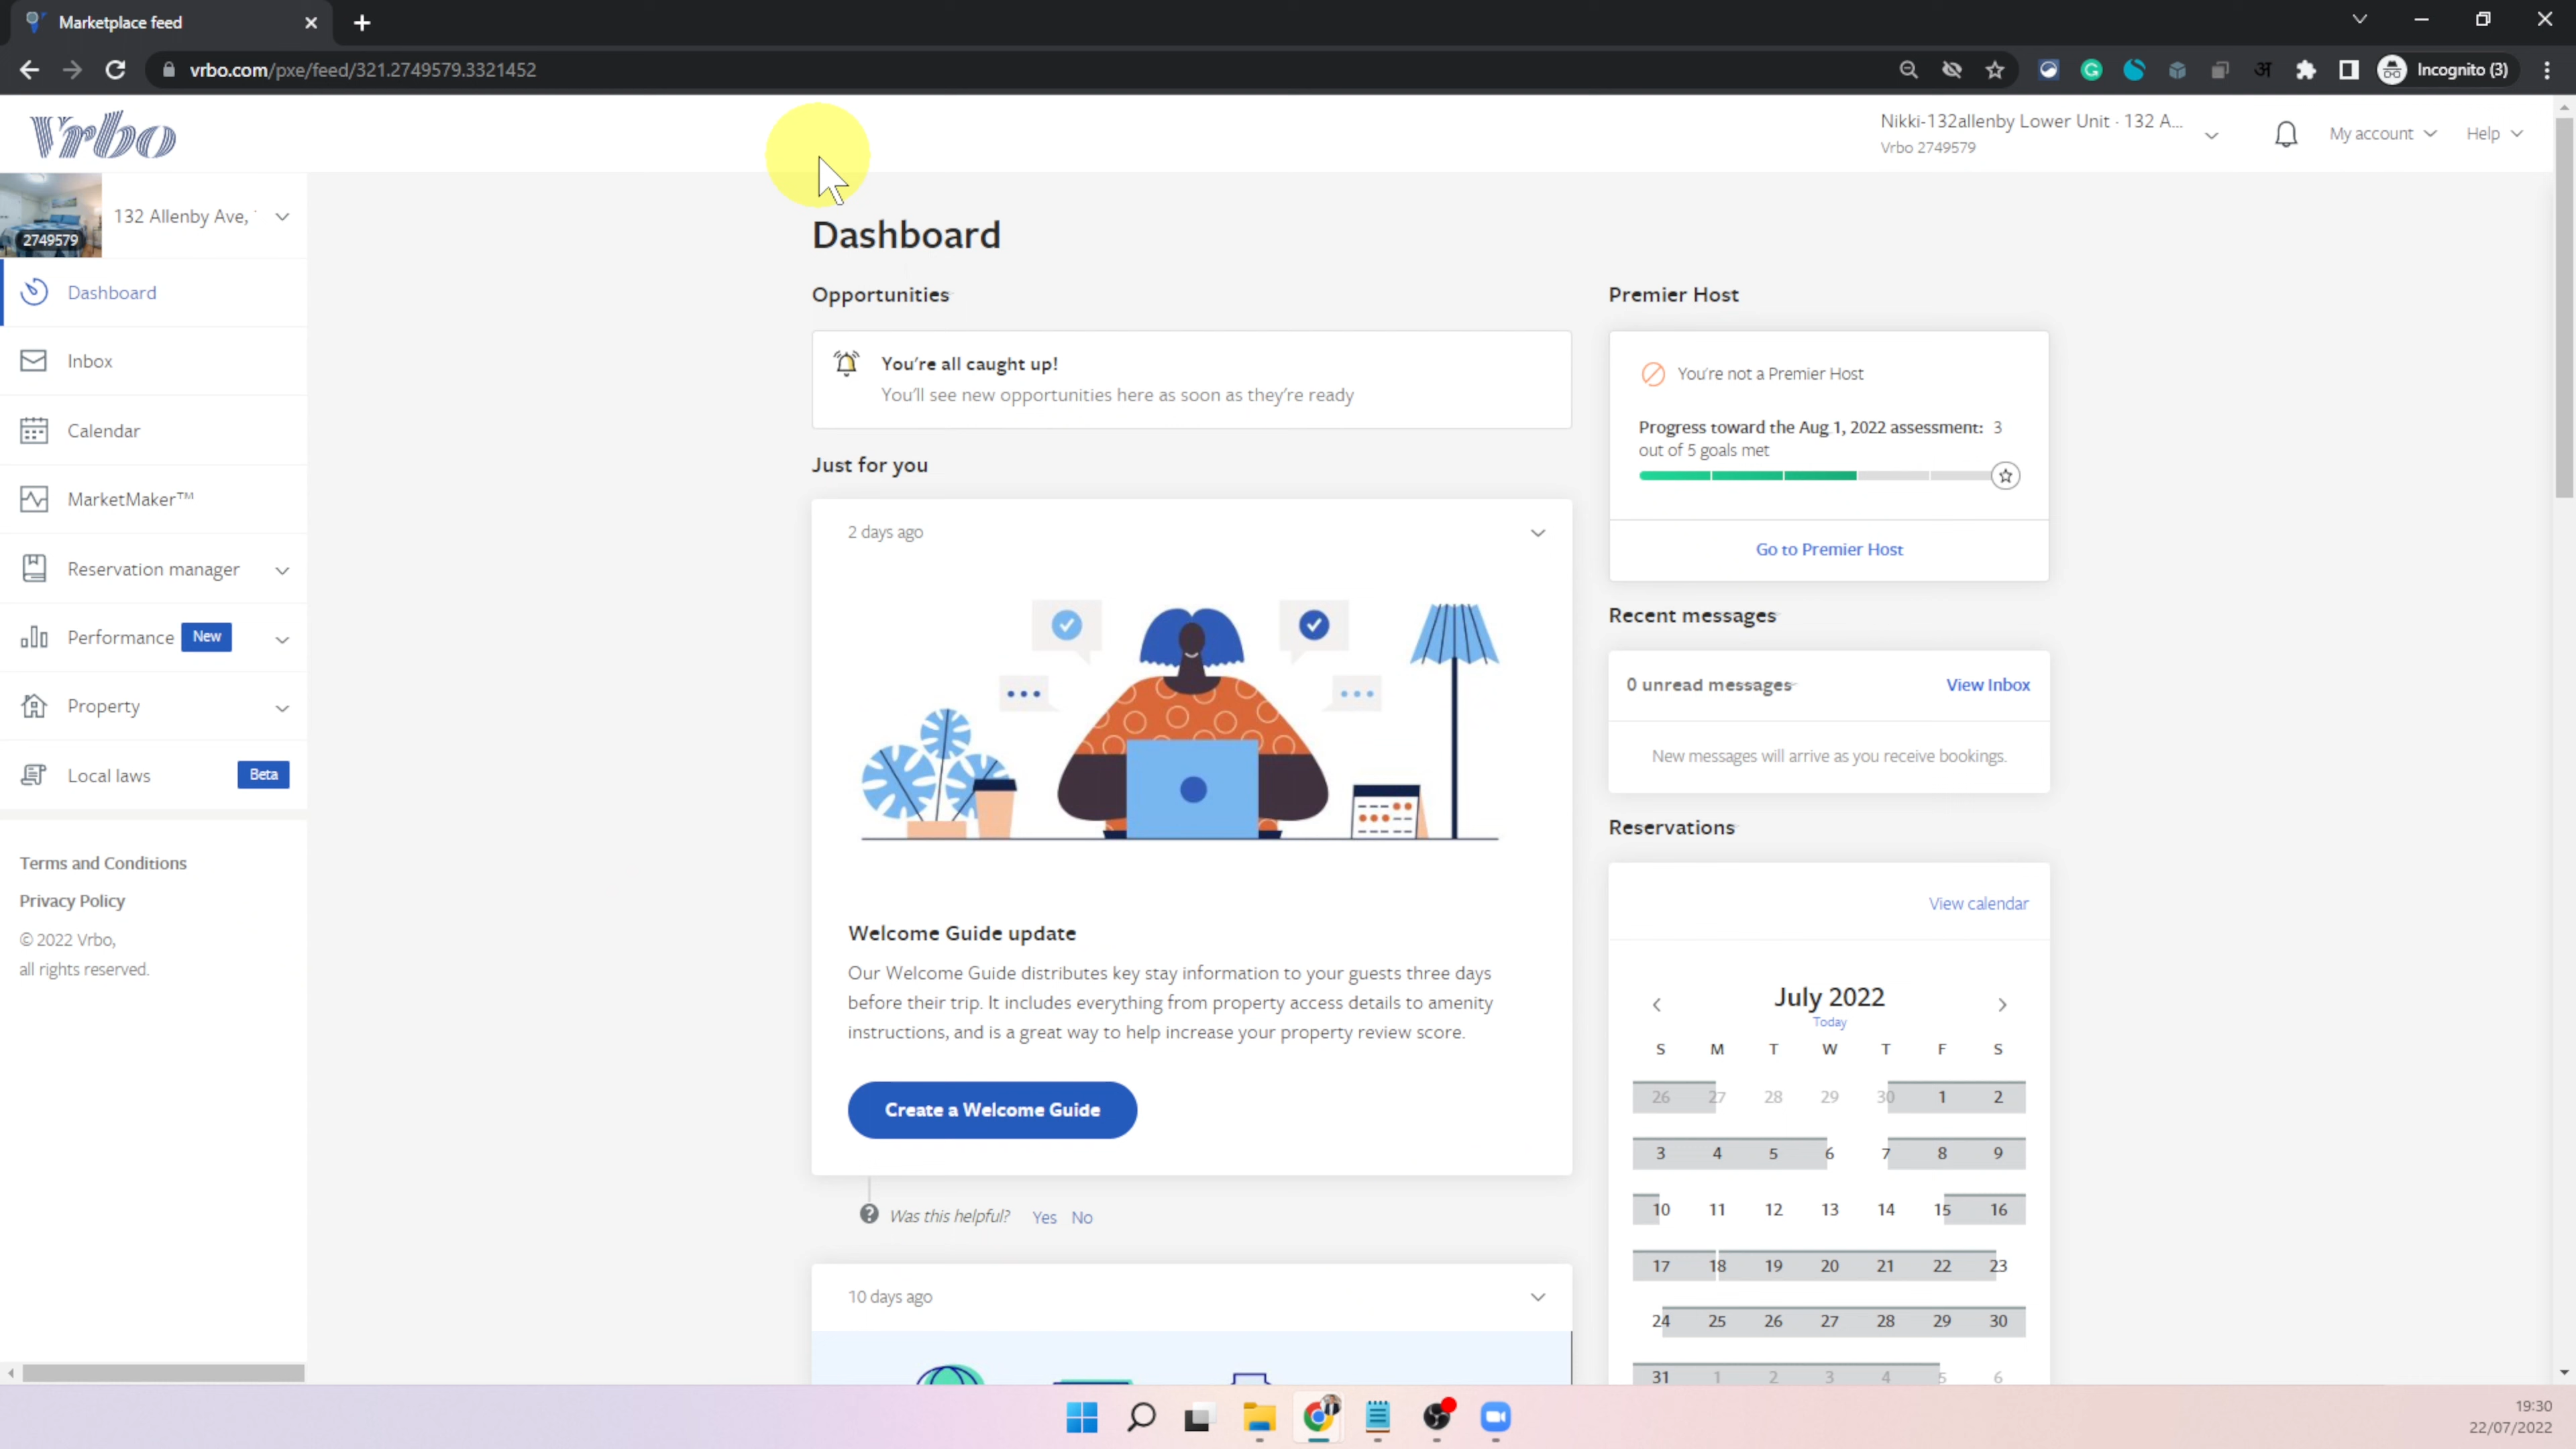 Marketplace feed
vrbo.com/pxe/feed/321.2749579.3321452
Incognito (3)
Vrbo
Nikki-132allenby Lower Unit · 132 A...
Vrbo 2749579
My account
Help
132 Allenby Ave,
2749579
Dashboard
Inbox
Calendar
MarketMaker™
Reservation manager
Performance New
Property
Local laws Beta
Terms and Conditions
Privacy Policy
© 2022 Vrbo,
all rights reserved.
Dashboard
Opportunities
You're all caught up!
You'll see new opportunities here as soon as they're ready
Just for you
2 days ago
Welcome Guide update
Our Welcome Guide distributes key stay information to your guests three days
before their trip. It includes everything from property access details to amenity
instructions, and is a great way to help increase your property review score.
Create a Welcome Guide
Was this helpful? Yes No
10 days ago
Premier Host
You're not a Premier Host
Progress toward the Aug 1, 2022 assessment: 3
out of 5 goals met
Go to Premier Host
Recent messages
0 unread messages View Inbox
New messages will arrive as you receive bookings.
Reservations
View calendar
July 2022
Today
S M T W T F S
26 27 28 29 30 1 2
3 4 5 6 7 8 9
10 11 12 13 14 15 16
17 18 19 20 21 22 23
24 25 26 27 28 29 30
31 1 2 3 4 5 6
19:30
22/07/2022